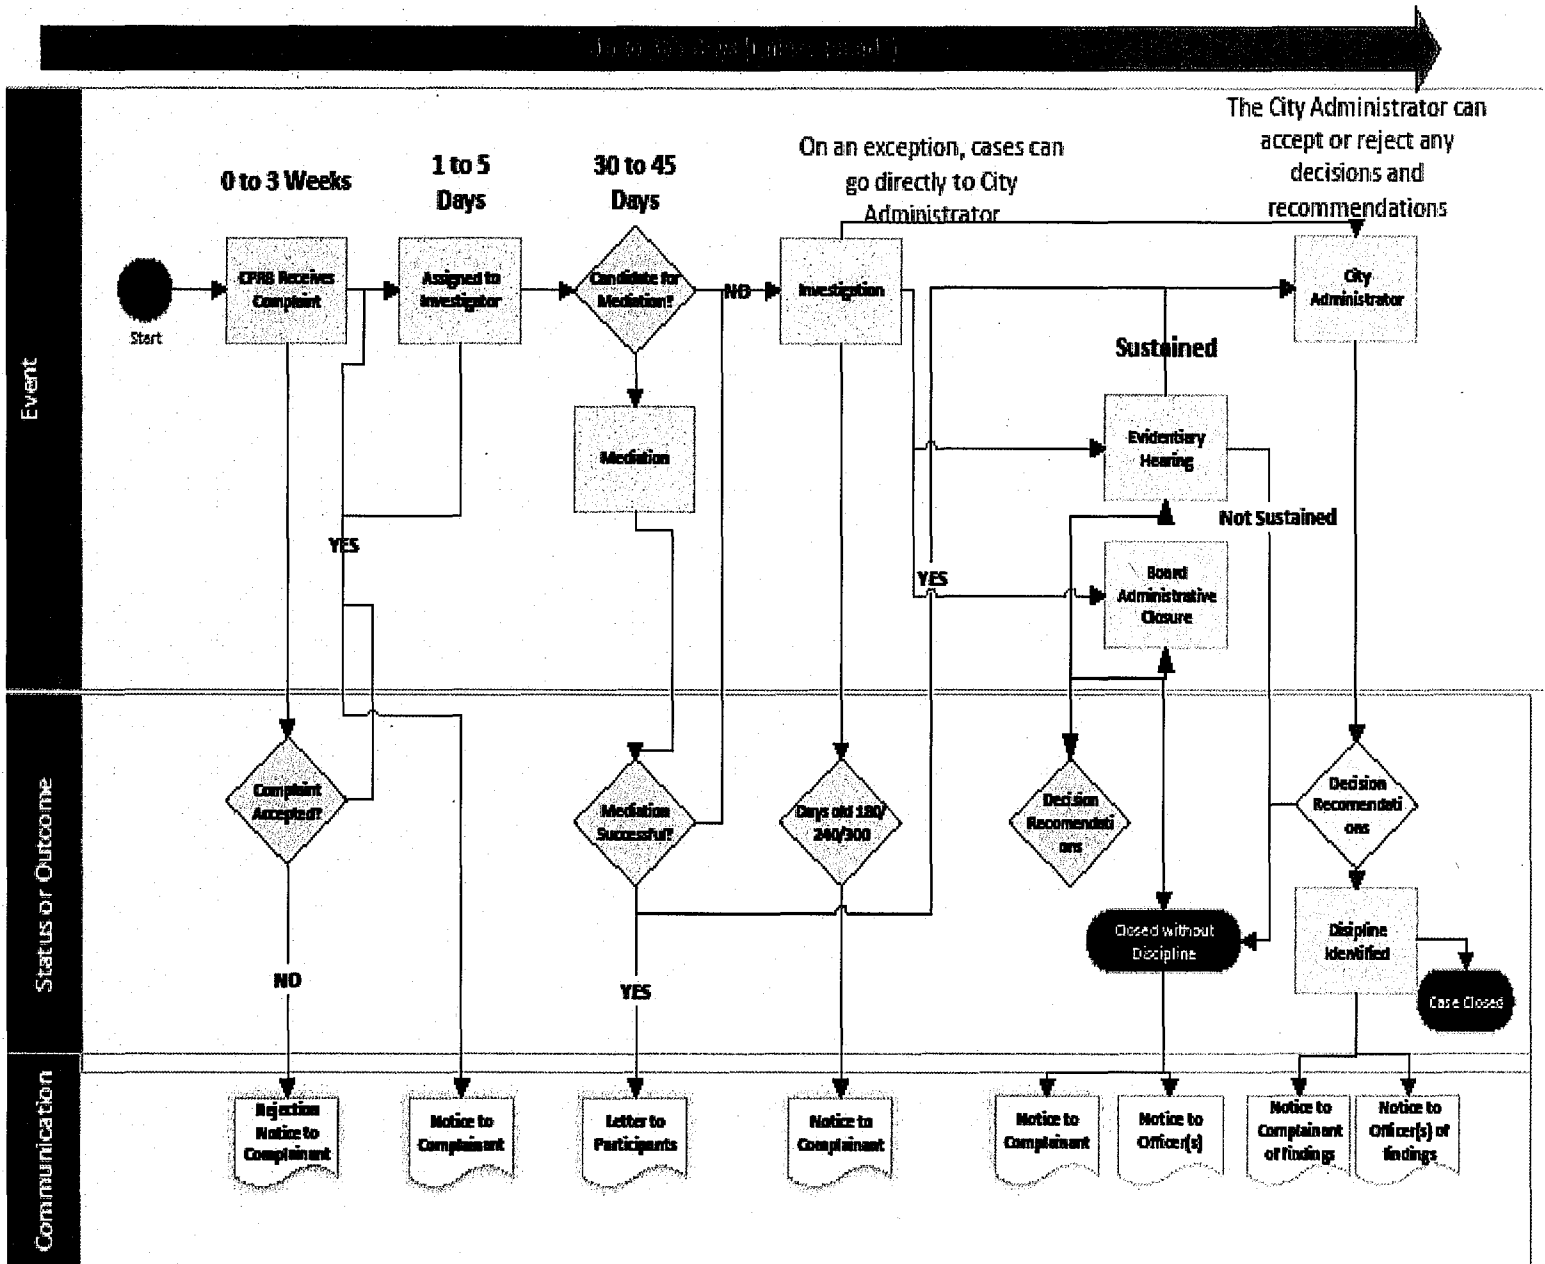 The City Administrator can
accept or reject any
decisions and
recommendations
On an exception, cases can
go directly to City
Administrator
0 to 3 Weeks
1 to 5
Days
30 to 45
Days
Event
Start
CPRB Receives
Complaint
Assigned to
Investigator
Candidate for
Mediation?
NO
Investigation
City
Administrator
Sustained
Mediation
Evidentiary
Hearing
Not Sustained
YES
YES
Board
Administrative
Closure
Status or Outcome
Complaint
Accepted?
Mediation
Successful?
Days old 180/
240/300
Decision
Recomendati
ons
Decision
Recomendati
ons
Closed without
Discipline
Disipline
Identified
Case Closed
NO
YES
Communication
Rejection
Notice to
Complainant
Notice to
Complainant
Letter to
Participants
Notice to
Complainant
Notice to
Complainant
Notice to
Officer(s)
Notice to
Complainant
of findings
Notice to
Officer(s) of
findings